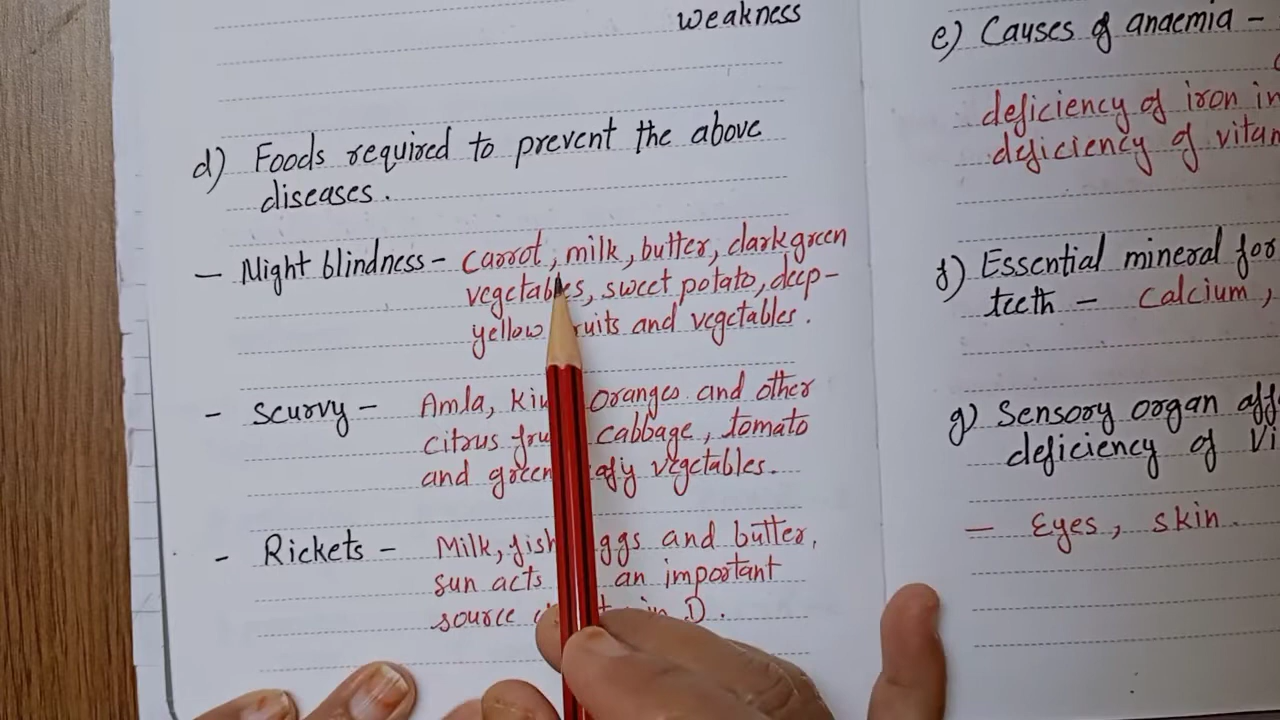 weakness
d) Foods required to prevent the above
diseases.
- Night blindness - carrot, milk, butter, dark green
vegetables, sweet potato, deep-
yellow fruits and vegetables.
- scurvy - Amla, oranges and other
citrus cabbage, tomato
and green leafy vegetables.
- Rickets - Milk, fish, eggs and butter,
sun acts an important
source D.
e) Causes of anaemia -
deficiency of iron in
deficiency of
f) Essential mineral for
teeth - calcium,
g) Sensory organ
deficiency of
- Eyes, skin.